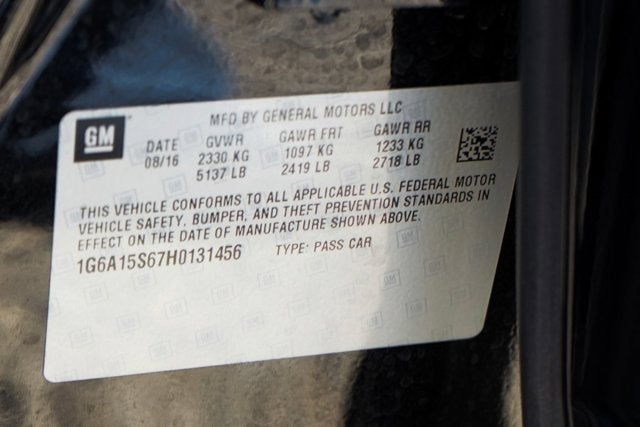 MFD BY GENERAL MOTORS LLC
GM
DATE GVWR GAWR FRT GAWR RR
08/16 2330 KG 1097 KG 1233 KG
5137 LB 2419 LB 2718 LB
THIS VEHICLE CONFORMS TO ALL APPLICABLE U.S. FEDERAL MOTOR
VEHICLE SAFETY, BUMPER, AND THEFT PREVENTION STANDARDS IN
EFFECT ON THE DATE OF MANUFACTURE SHOWN ABOVE.
1G6A15S67H0131456 TYPE: PASS CAR